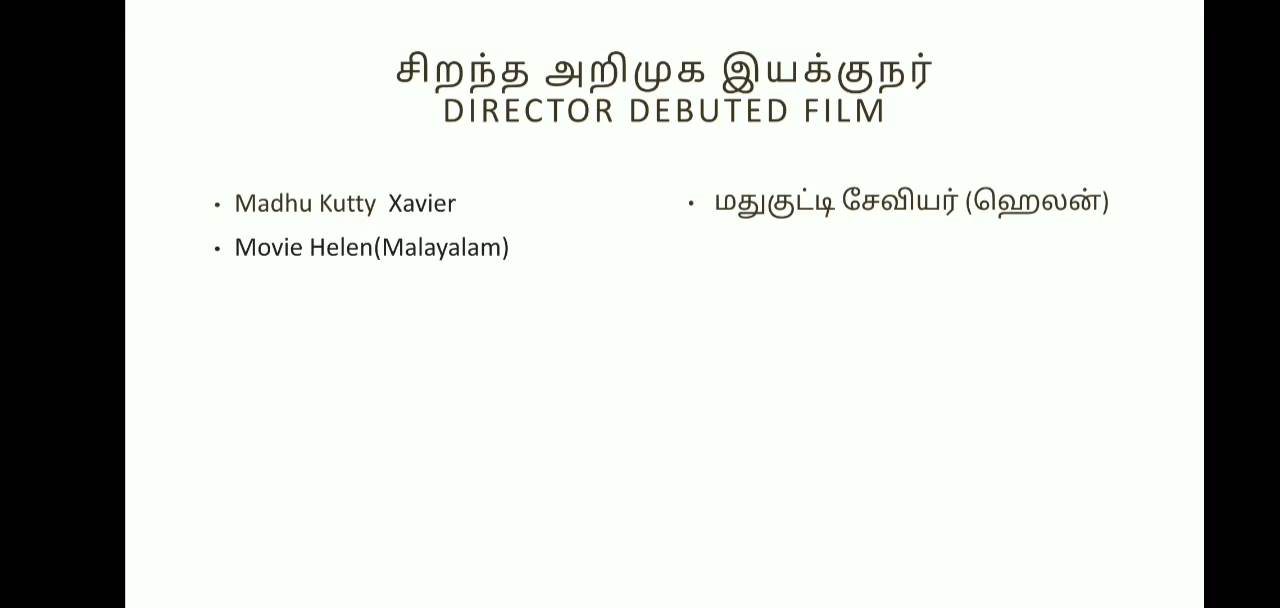 சிறந்த அறிமுக இயக்குநர்
DIRECTOR DEBUTED FILM
• Madhu Kutty Xavier
• Movie Helen(Malayalam)
• மதுகுட்டி சேவியர் (ஹெலன்)